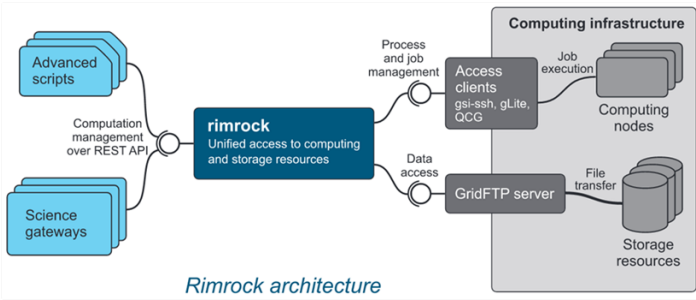 Computing infrastructure
Advanced
scripts
Computation
management
over REST API
Science
gateways
rimrock
Unified access to computing
and storage resources
Process
and job
management
Access
clients
gsi-ssh, gLite,
QCG
Job
execution
Computing
nodes
Data
access
GridFTP server
File
transfer
Storage
resources
Rimrock architecture